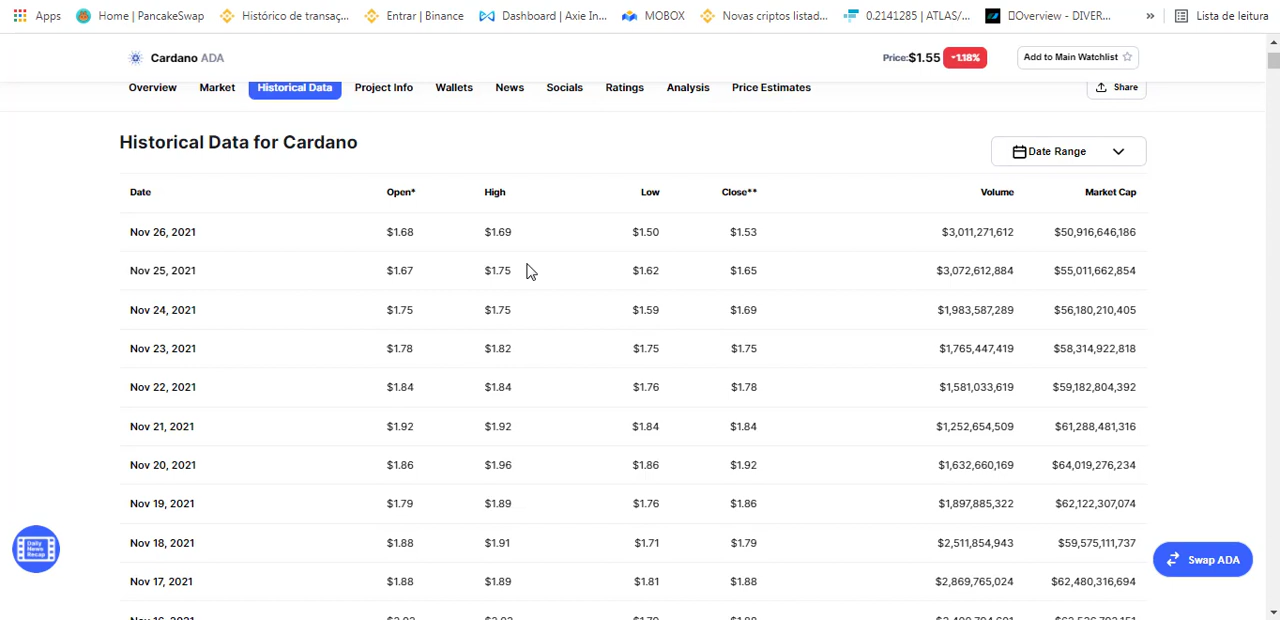 Apps Home | PancakeSwap Histórico de transaç... Entrar | Binance Dashboard | Axie In... MOBOX Novas criptos listad... 0.2141285 | ATLAS/... Overview - DIVER... » Lista de leitura
Cardano ADA Price:$1.55 -1.18% Add to Main Watchlist
Overview Market Historical Data Project Info Wallets News Socials Ratings Analysis Price Estimates Share
Historical Data for Cardano
Date Range
Date Open* High Low Close** Volume Market Cap
Nov 26, 2021 $1.68 $1.69 $1.50 $1.53 $3,011,271,612 $50,916,646,186
Nov 25, 2021 $1.67 $1.75 $1.62 $1.65 $3,072,612,884 $55,011,662,854
Nov 24, 2021 $1.75 $1.75 $1.59 $1.69 $1,983,587,289 $56,180,210,405
Nov 23, 2021 $1.78 $1.82 $1.75 $1.75 $1,765,447,419 $58,314,922,818
Nov 22, 2021 $1.84 $1.84 $1.76 $1.78 $1,581,033,619 $59,182,804,392
Nov 21, 2021 $1.92 $1.92 $1.84 $1.84 $1,252,654,509 $61,288,481,316
Nov 20, 2021 $1.86 $1.96 $1.86 $1.92 $1,632,660,169 $64,019,276,234
Nov 19, 2021 $1.79 $1.89 $1.76 $1.86 $1,897,885,322 $62,122,307,074
Nov 18, 2021 $1.88 $1.91 $1.71 $1.79 $2,511,854,943 $59,575,111,737
Daily
News
Recap
Swap ADA
Nov 17, 2021 $1.88 $1.89 $1.81 $1.88 $2,869,765,024 $62,480,316,694